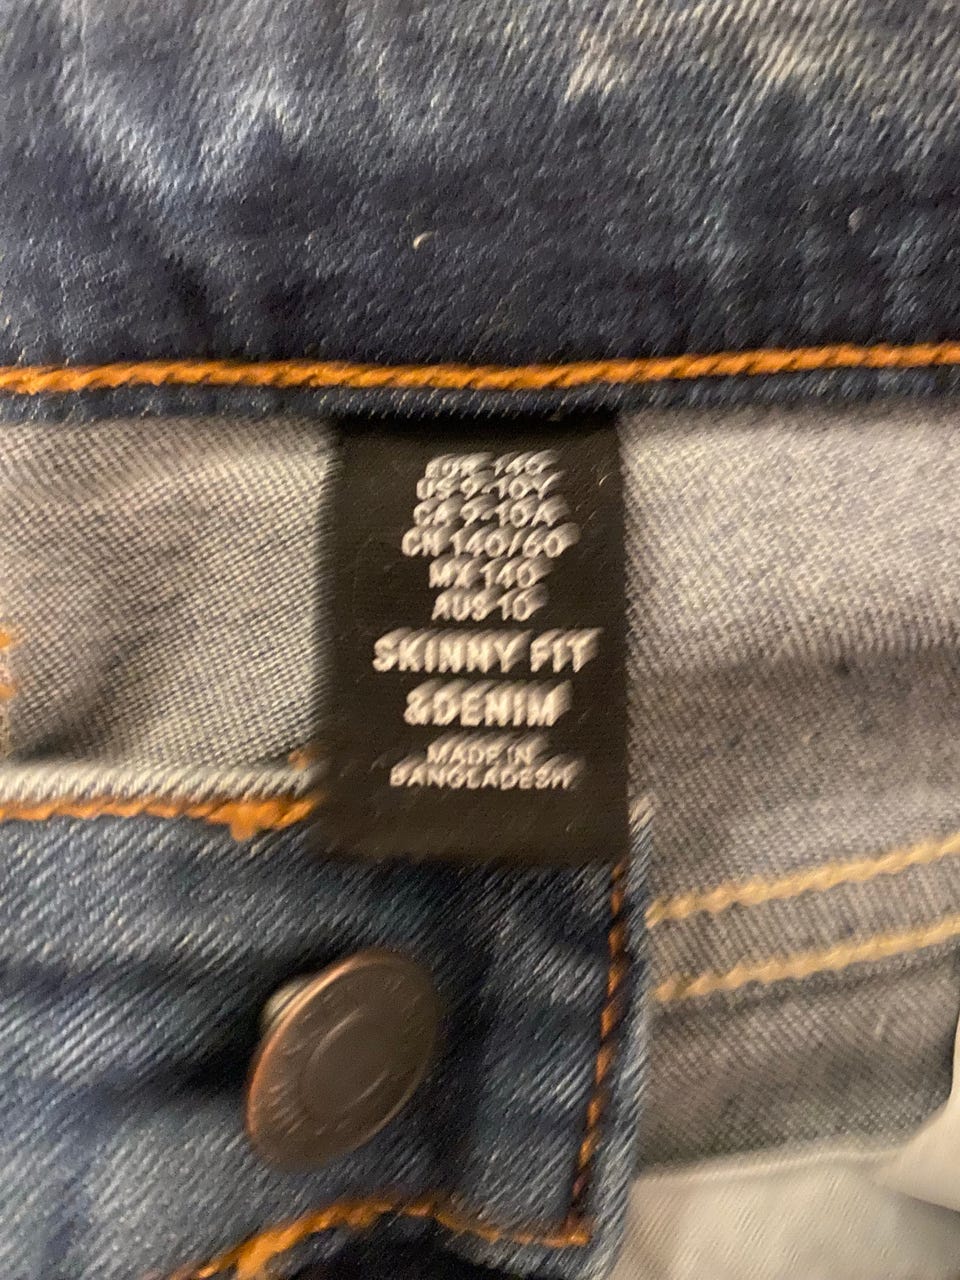 EUR 140
US 9-10Y
CA 9-10A
CN 140/60
MX 140
AUS 10
SKINNY FIT
&DENIM
MADE IN
BANGLADESH